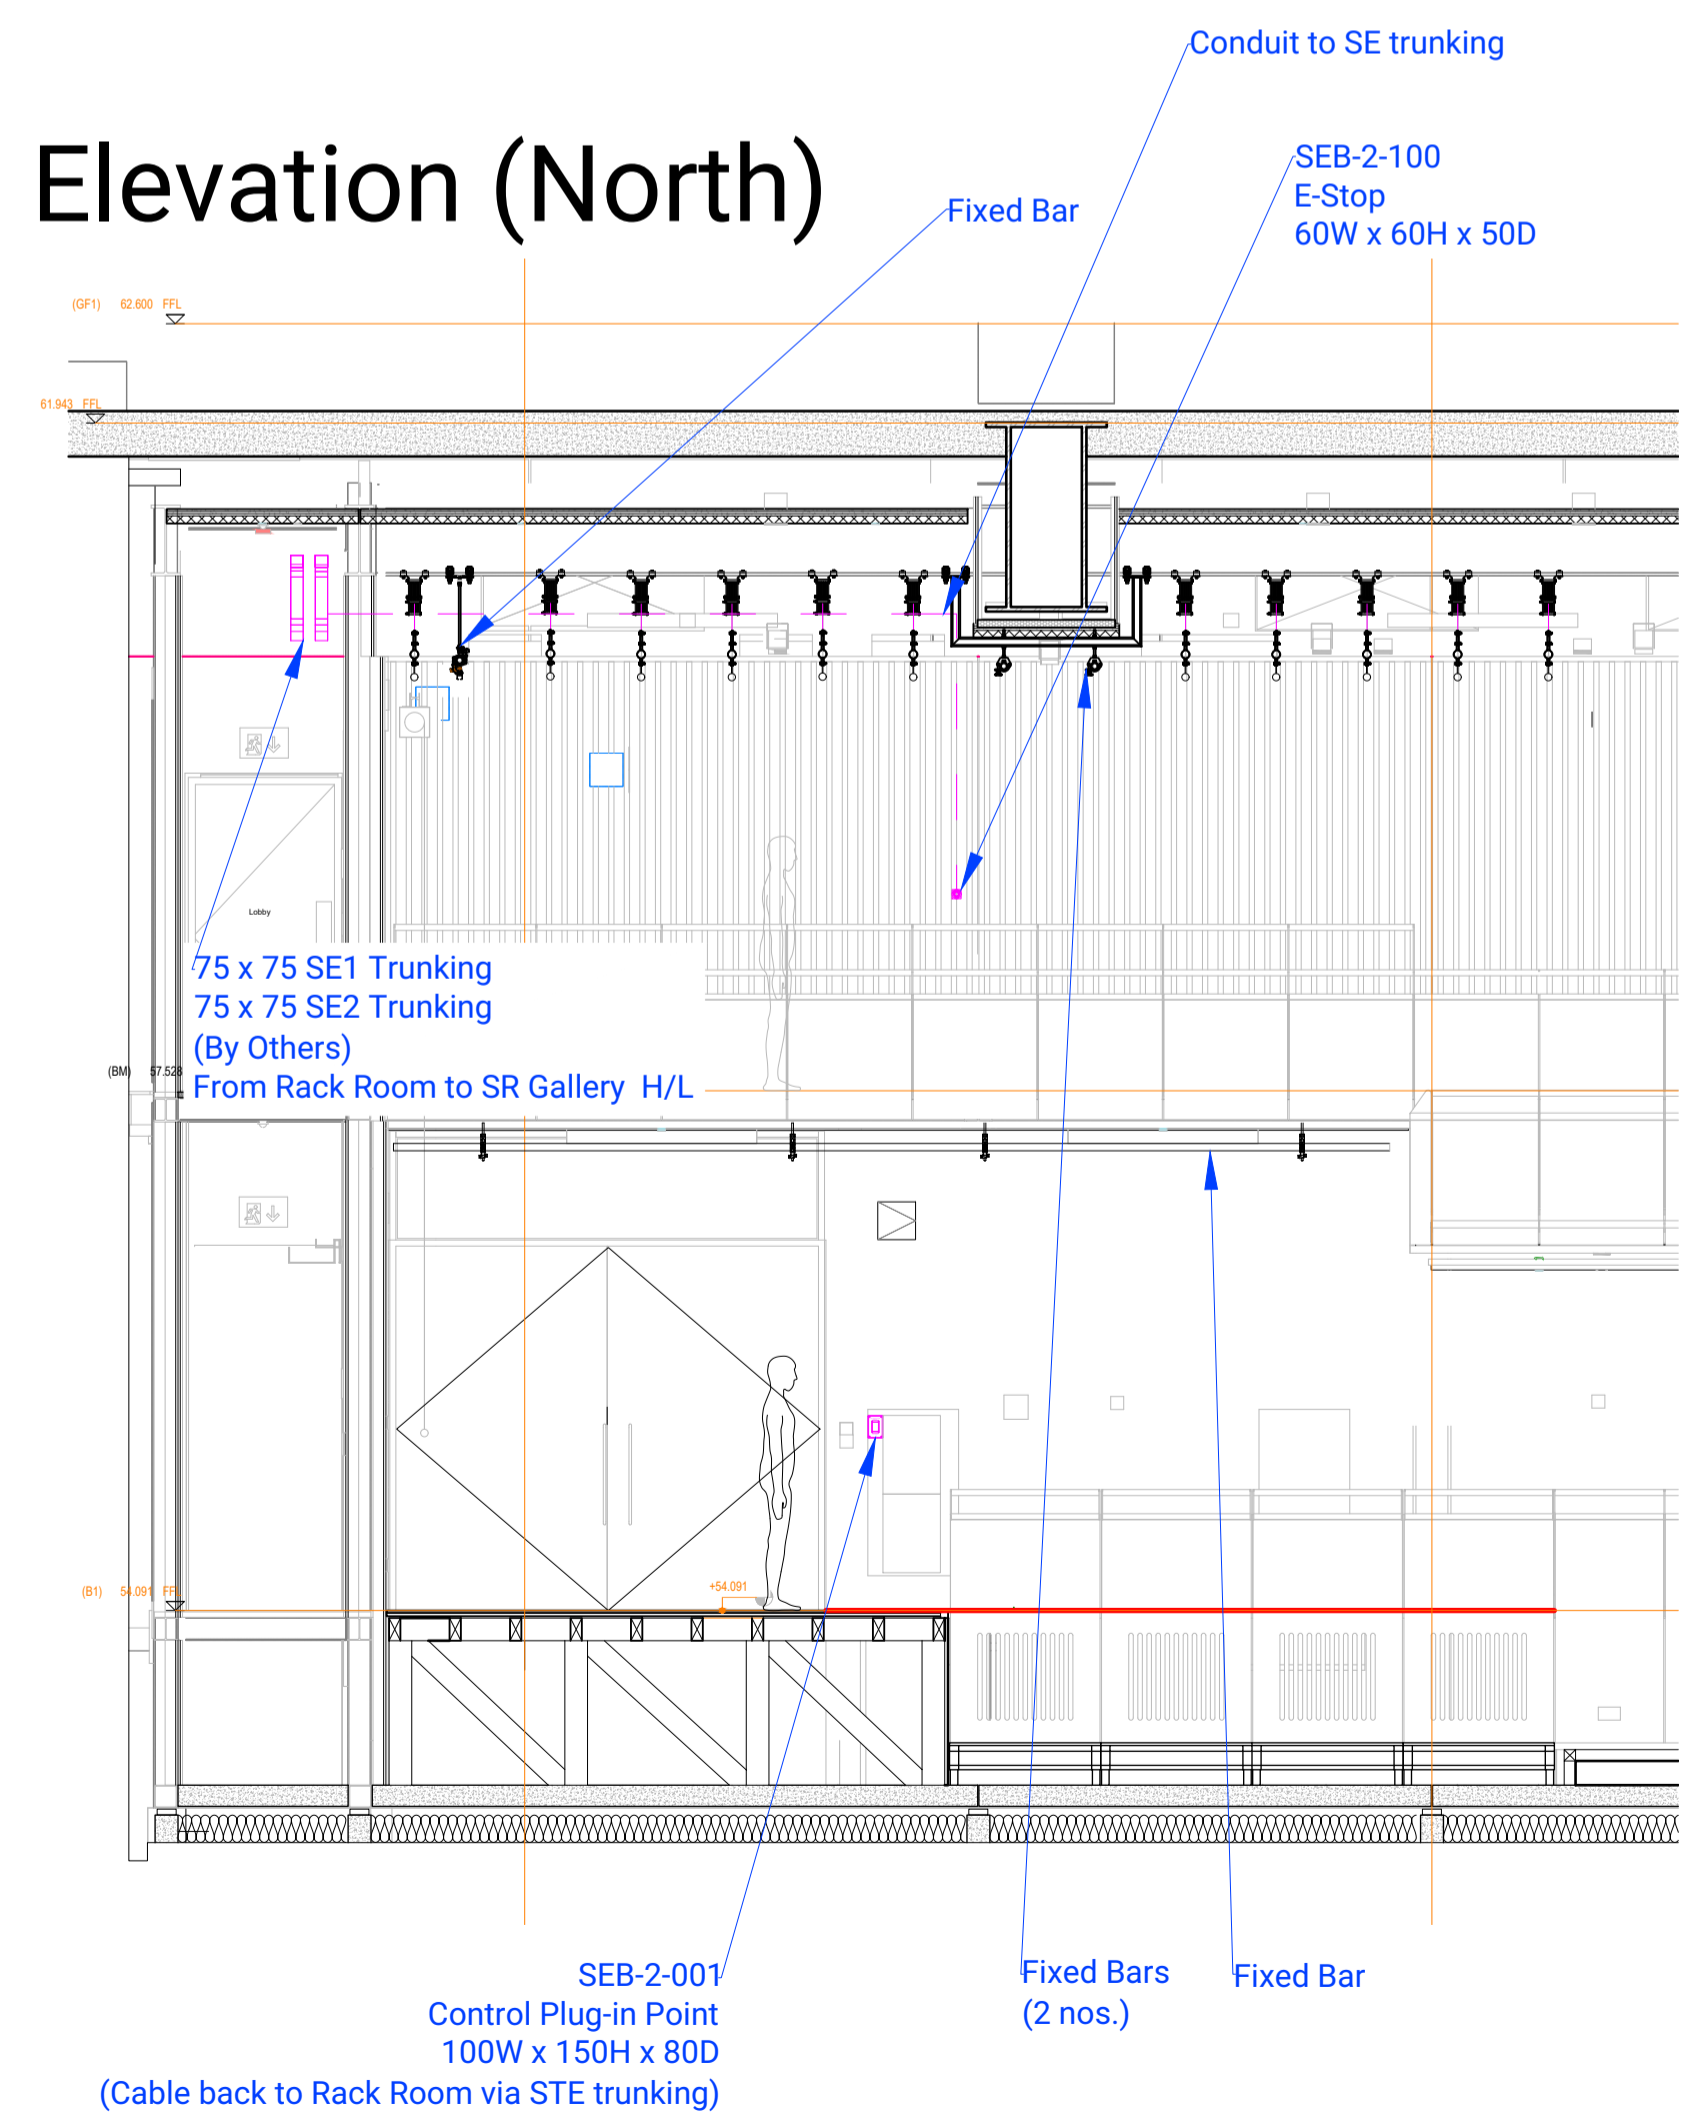 Conduit to SE trunking
Elevation (North)
SEB-2-100
E-Stop
60W x 60H x 50D
Fixed Bar
(GF1) 62.600 FFL
61.943 FFL
Lobby
75 x 75 SE1 Trunking
75 x 75 SE2 Trunking
(By Others)
From Rack Room to SR Gallery H/L
(BM) 57.528
(B1) 54.091 FF
+54.091
SEB-2-001
Control Plug-in Point
100W x 150H x 80D
(Cable back to Rack Room via STE trunking)
Fixed Bars
(2 nos.)
Fixed Bar